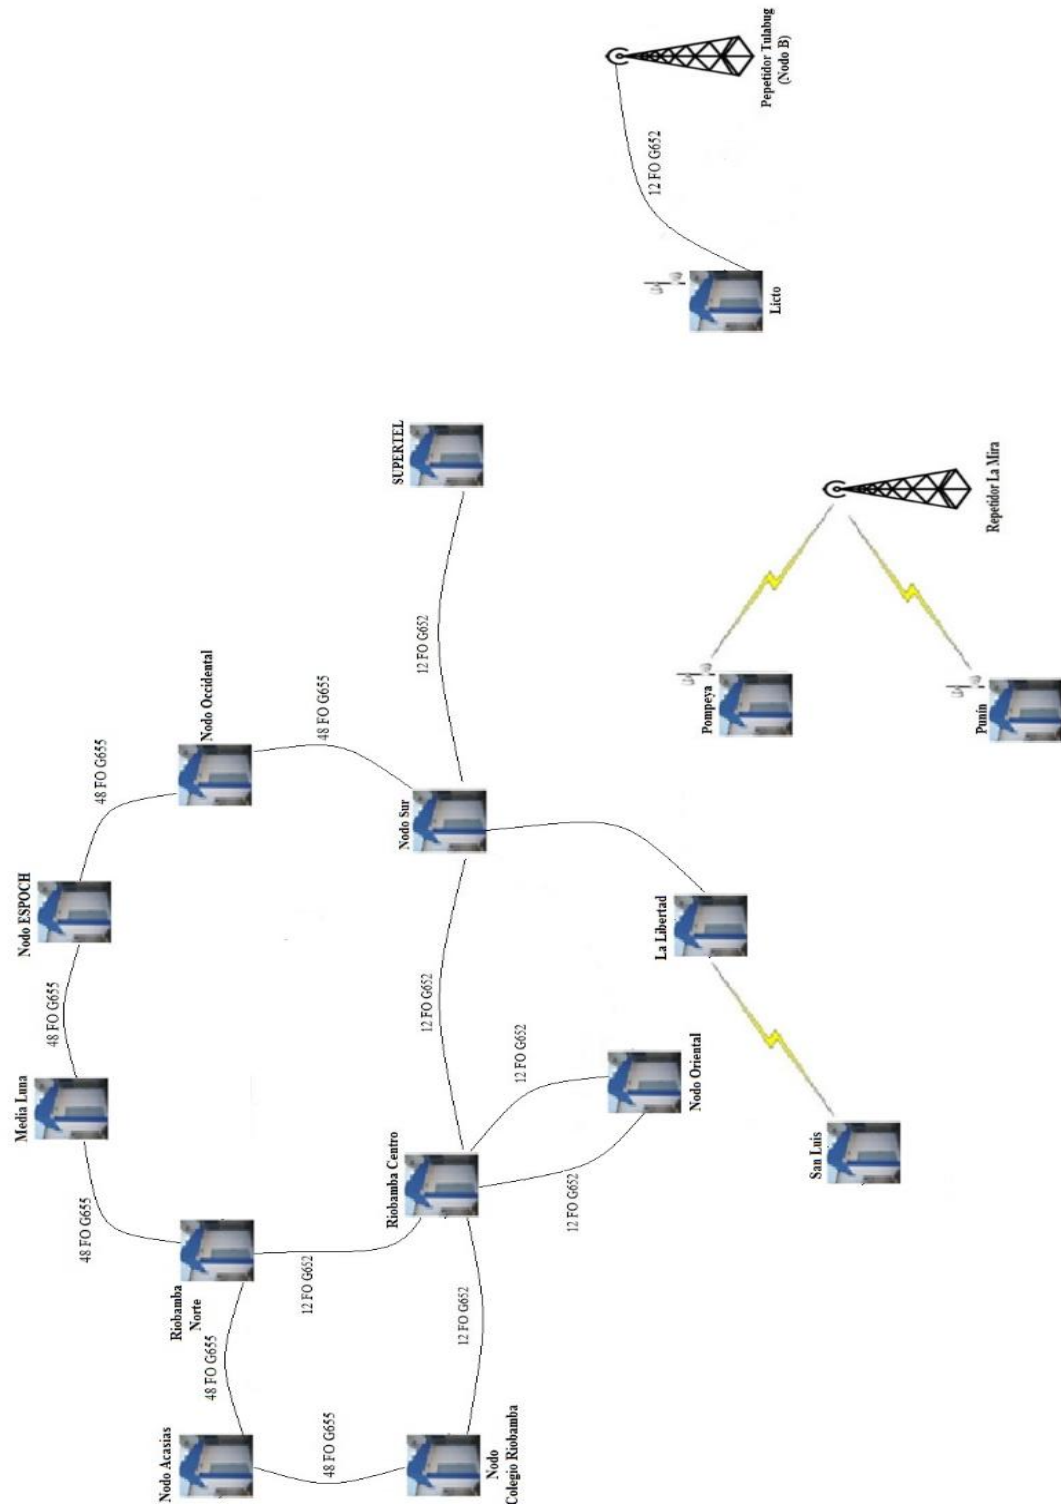 Media Luna
Nodo ESPOCH
48 FO G655
48 FO G655
48 FO G655
Nodo Acasias
Riobamba
Norte
Nodo Occidental
48 FO G655
12 FO G652
48 FO G655
48 FO G655
Riobamba Centro
Nodo Sur
SUPERTEL
12 FO G652
12 FO G652
12 FO G652
Nodo
Colegio Riobamba
12 FO G652
12 FO G652
12 FO G652
La Libertad
Nodo Oriental
Pompeya
Pepetidor Tulabug
(Nodo B)
Licto
San Luis
Punín
Repetidor La Mira